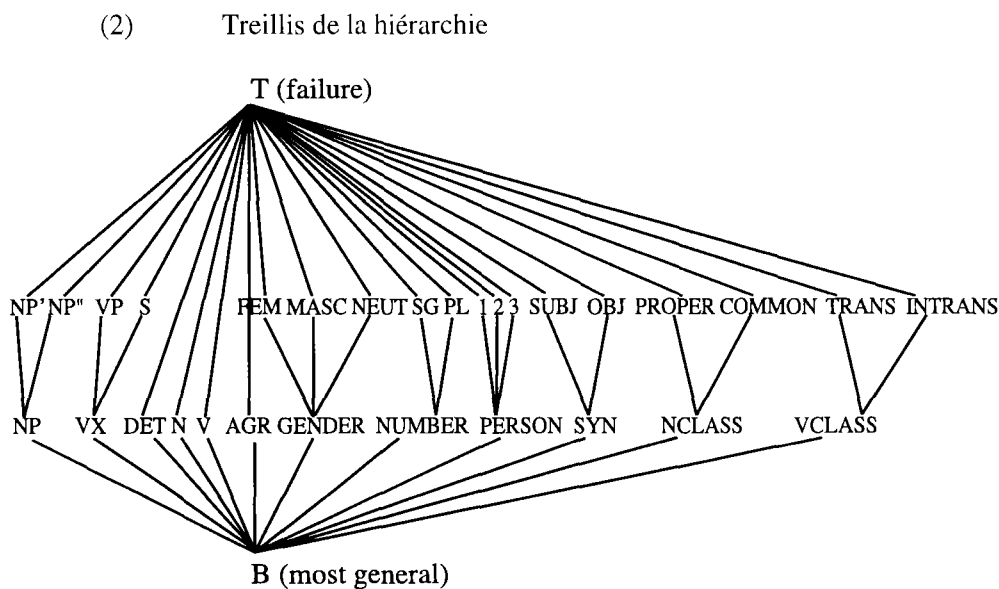 (2) Treillis de la hiérarchie
T (failure)
NP' NP" VP S FEM MASC NEUT SG PL 1 2 3 SUBJ OBJ PROPER COMMON TRANS INTRANS
NP VX DET N V AGR GENDER NUMBER PERSON SYN NCLASS VCLASS
B (most general)